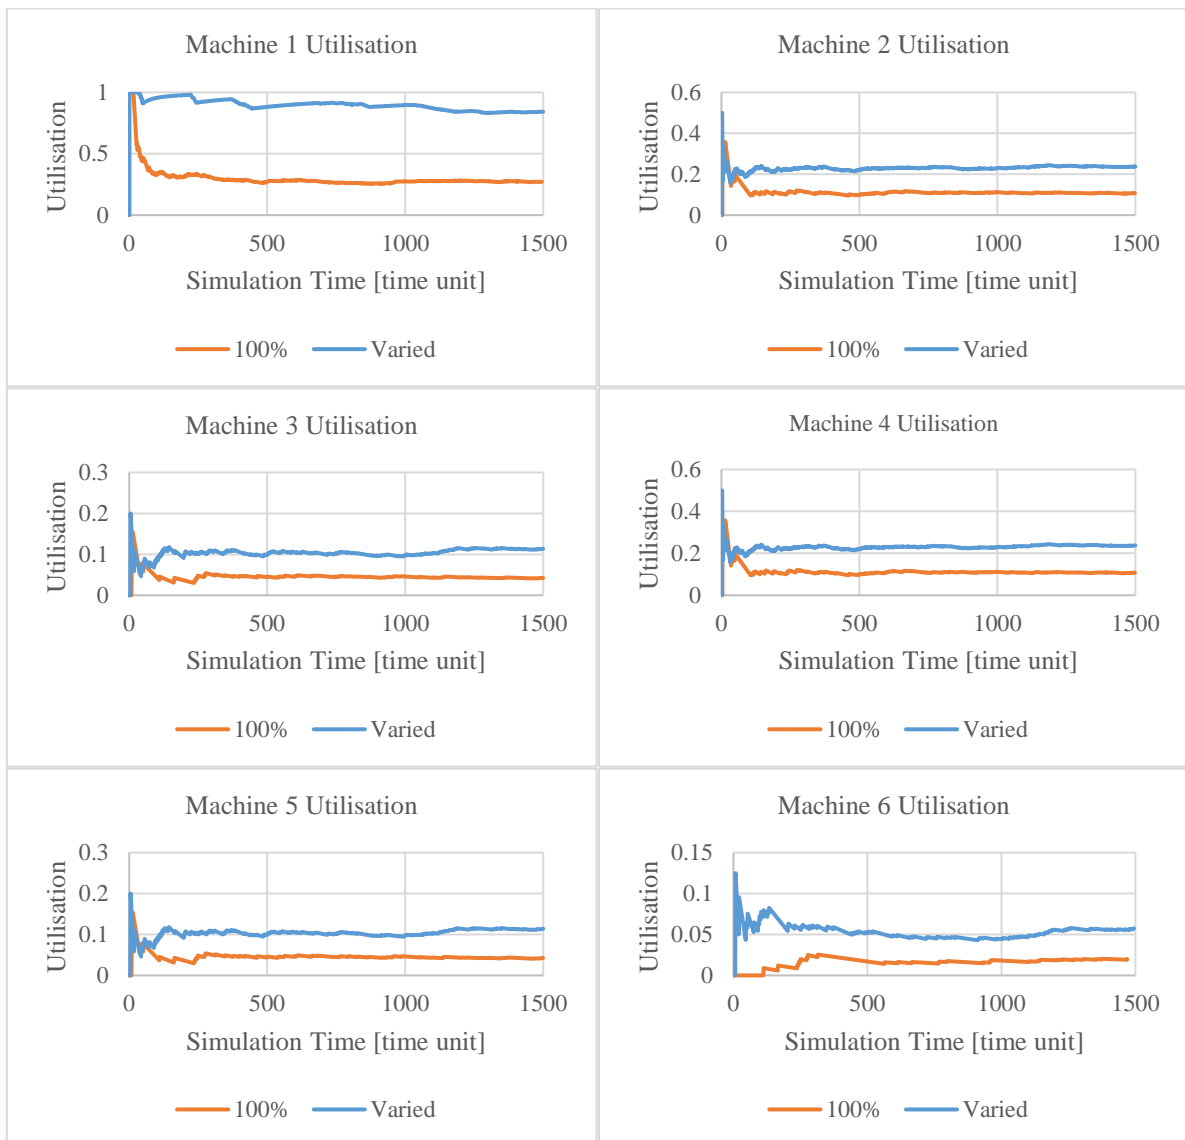 Machine 1 Utilisation
1
0.5
0
Utilisation
0 500 1000 1500
Simulation Time [time unit]
100% Varied
Machine 2 Utilisation
0.6
0.4
0.2
0
Utilisation
0 500 1000 1500
Simulation Time [time unit]
100% Varied
Machine 3 Utilisation
0.3
0.2
0.1
0
Utilisation
0 500 1000 1500
Simulation Time [time unit]
100% Varied
Machine 4 Utilisation
0.6
0.4
0.2
0
Utilisation
0 500 1000 1500
Simulation Time [time unit]
100% Varied
Machine 5 Utilisation
0.3
0.2
0.1
0
Utilisation
0 500 1000 1500
Simulation Time [time unit]
100% Varied
Machine 6 Utilisation
0.15
0.1
0.05
0
Utilisation
0 500 1000 1500
Simulation Time [time unit]
100% Varied